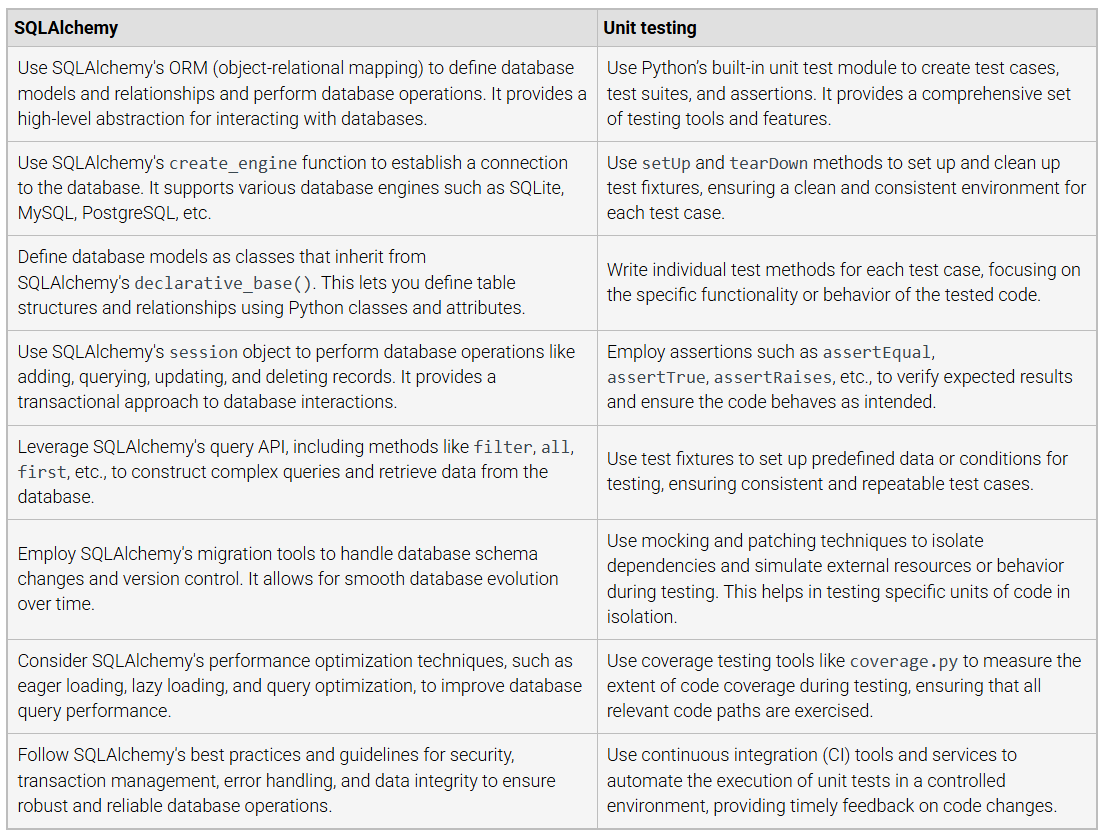 SQLAlchemy
Unit testing
Use SQLAlchemy's ORM (object-relational mapping) to define database
models and relationships and perform database operations. It provides a
high-level abstraction for interacting with databases.
Use Python’s built-in unit test module to create test cases,
test suites, and assertions. It provides a comprehensive set
of testing tools and features.
Use SQLAlchemy's create_engine function to establish a connection
to the database. It supports various database engines such as SQLite,
MySQL, PostgreSQL, etc.
Use setUp and tearDown methods to set up and clean up
test fixtures, ensuring a clean and consistent environment for
each test case.
Define database models as classes that inherit from
SQLAlchemy's declarative_base(). This lets you define table
structures and relationships using Python classes and attributes.
Write individual test methods for each test case, focusing on
the specific functionality or behavior of the tested code.
Use SQLAlchemy's session object to perform database operations like
adding, querying, updating, and deleting records. It provides a
transactional approach to database interactions.
Employ assertions such as assertEqual,
assertTrue, assertRaises, etc., to verify expected results
and ensure the code behaves as intended.
Leverage SQLAlchemy's query API, including methods like filter, all,
first, etc., to construct complex queries and retrieve data from the
database.
Use test fixtures to set up predefined data or conditions for
testing, ensuring consistent and repeatable test cases.
Employ SQLAlchemy's migration tools to handle database schema
changes and version control. It allows for smooth database evolution
over time.
Use mocking and patching techniques to isolate
dependencies and simulate external resources or behavior
during testing. This helps in testing specific units of code in
isolation.
Consider SQLAlchemy's performance optimization techniques, such as
eager loading, lazy loading, and query optimization, to improve database
query performance.
Use coverage testing tools like coverage.py to measure the
extent of code coverage during testing, ensuring that all
relevant code paths are exercised.
Follow SQLAlchemy's best practices and guidelines for security,
transaction management, error handling, and data integrity to ensure
robust and reliable database operations.
Use continuous integration (CI) tools and services to
automate the execution of unit tests in a controlled
environment, providing timely feedback on code changes.